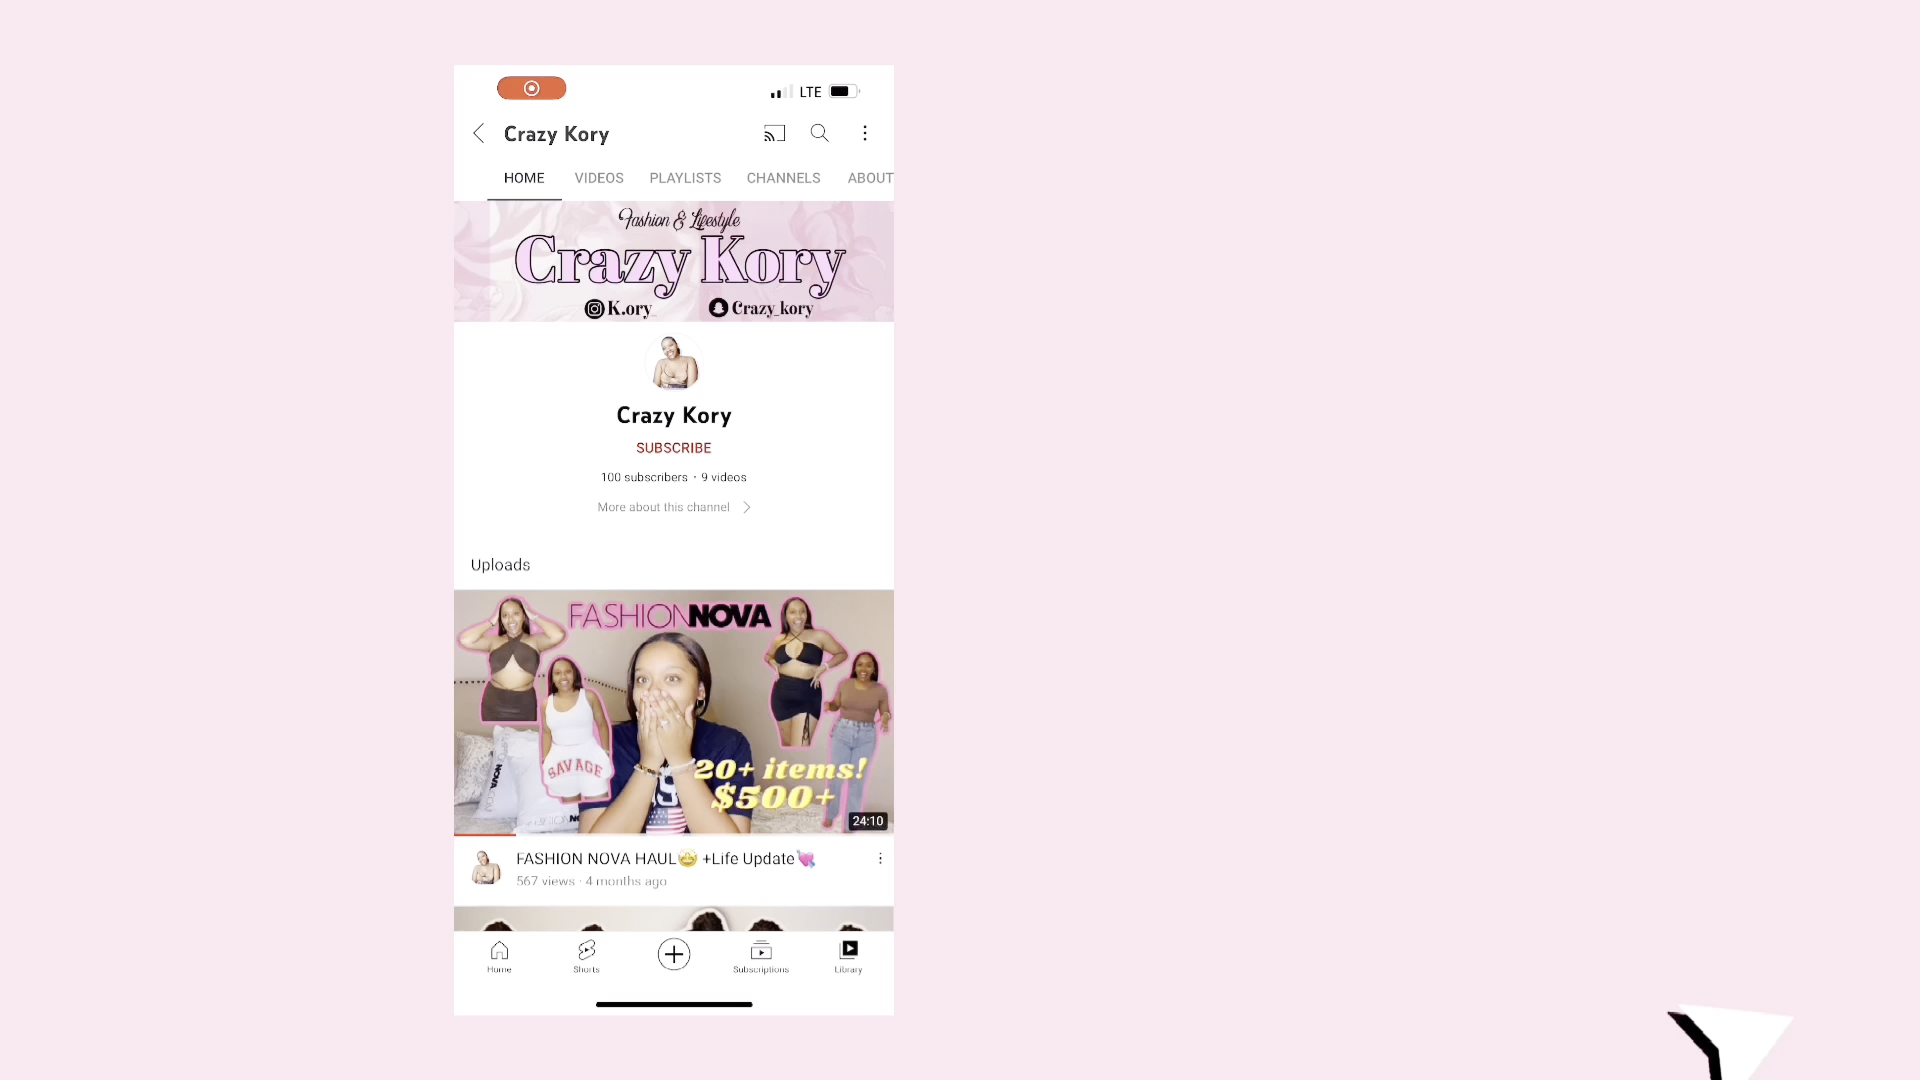 LTE
Crazy Kory
HOME VIDEOS PLAYLISTS CHANNELS ABOUT
Fashion & Lifestyle
Crazy Kory
K.ory_ Crazy_kory
Crazy Kory
SUBSCRIBE
100 subscribers · 9 videos
More about this channel
Uploads
FASHIONNOVA
SAVAGE
NOVA
20+ items!
$500+
24:10
FASHION NOVA HAUL🤩 +Life Update💘
567 views · 4 months ago
Home Shorts Subscriptions Library